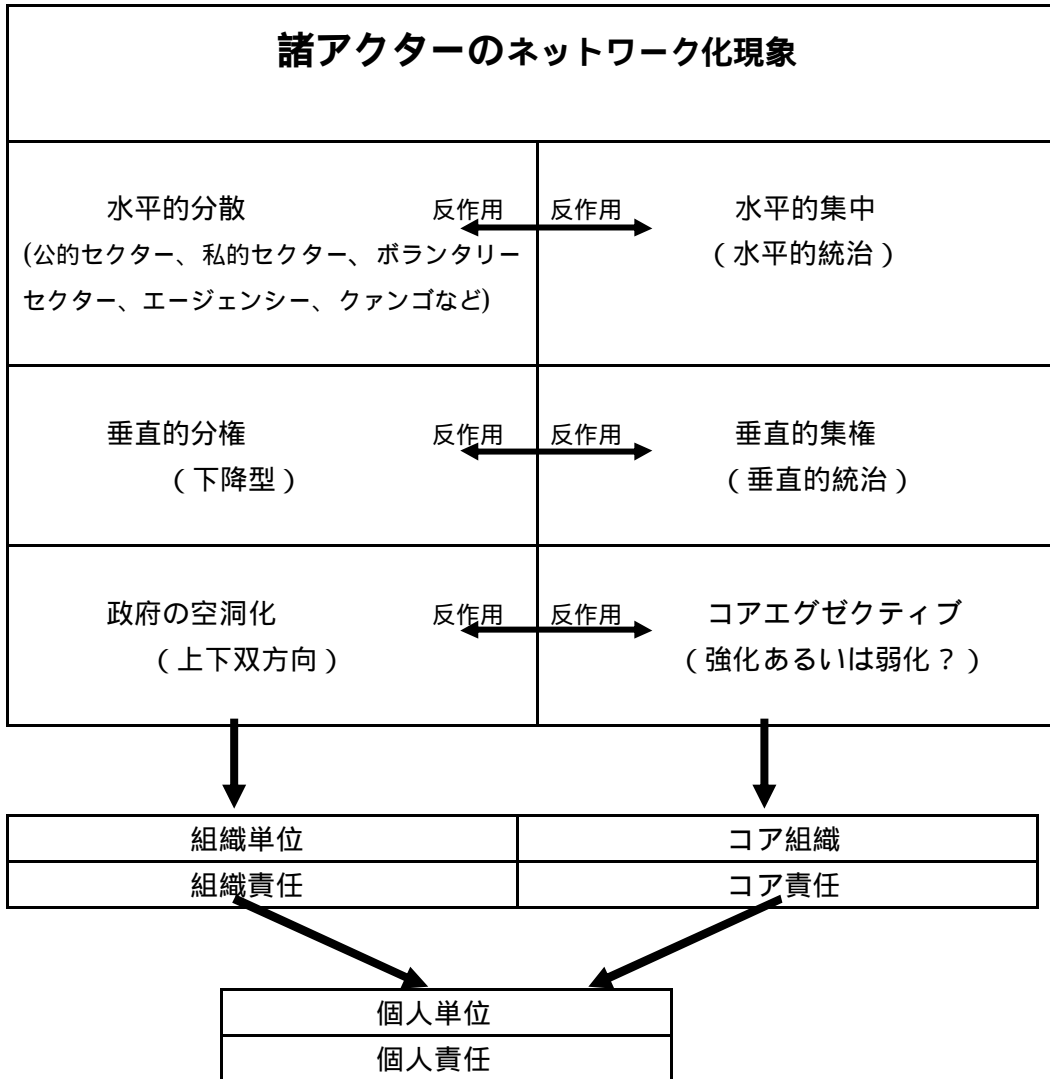 諸アクターのネットワーク化現象
水平的分散 反作用 反作用 水平的集中
(公的セクター、私的セクター、ボランタリー （水平的統治）
セクター、エージェンシー、クァンゴなど)
垂直的分権 反作用 反作用 垂直的集権
（下降型） （垂直的統治）
政府の空洞化 反作用 反作用 コアエグゼクティブ
（上下双方向） （強化あるいは弱化？）
組織単位 コア組織
組織責任 コア責任
個人単位
個人責任